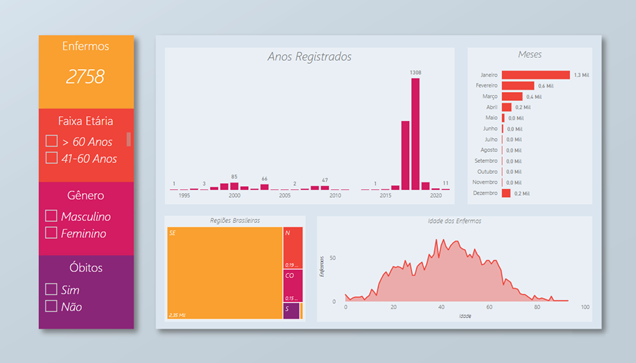 Enfermos
2758
Faixa Etária
> 60 Anos
41-60 Anos
Gênero
Masculino
Feminino
Óbitos
Sim
Não
Anos Registrados
1 3 85 66 2 47 1 1308 11
1995 2000 2005 2010 2015 2020
Meses
Janeiro 1,3 Mil
Fevereiro 0,6 Mil
Março 0,4 Mil
Abril 0,2 Mil
Maio 0,0 Mil
Junho 0,0 Mil
Julho 0,0 Mil
Agosto 0,0 Mil
Setembro 0,0 Mil
Outubro 0,0 Mil
Novembro 0,0 Mil
Dezembro 0,2 Mil
Regiões Brasileiras
SE
N
0,19 ...
CO
0,15 ...
S
Idade dos Enfermos
Enfermos
50
0
0 20 40 60 80 100
Idade